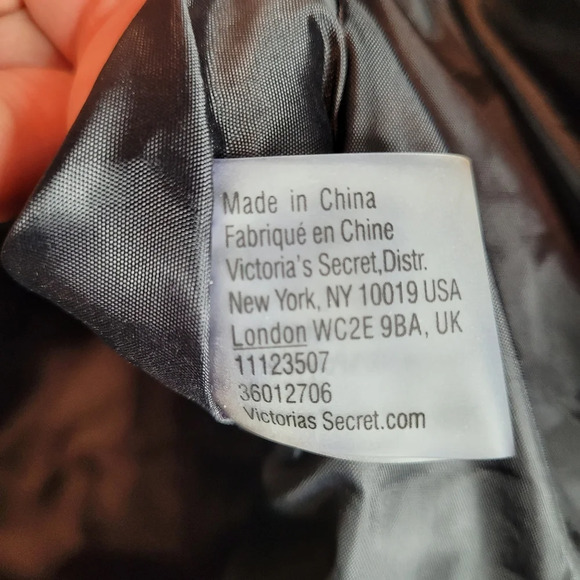 Made in China
Fabriqué en Chine
Victoria's Secret,Distr.
New York, NY 10019 USA
London WC2E 9BA, UK
11123507
36012706
Victorias Secret.com